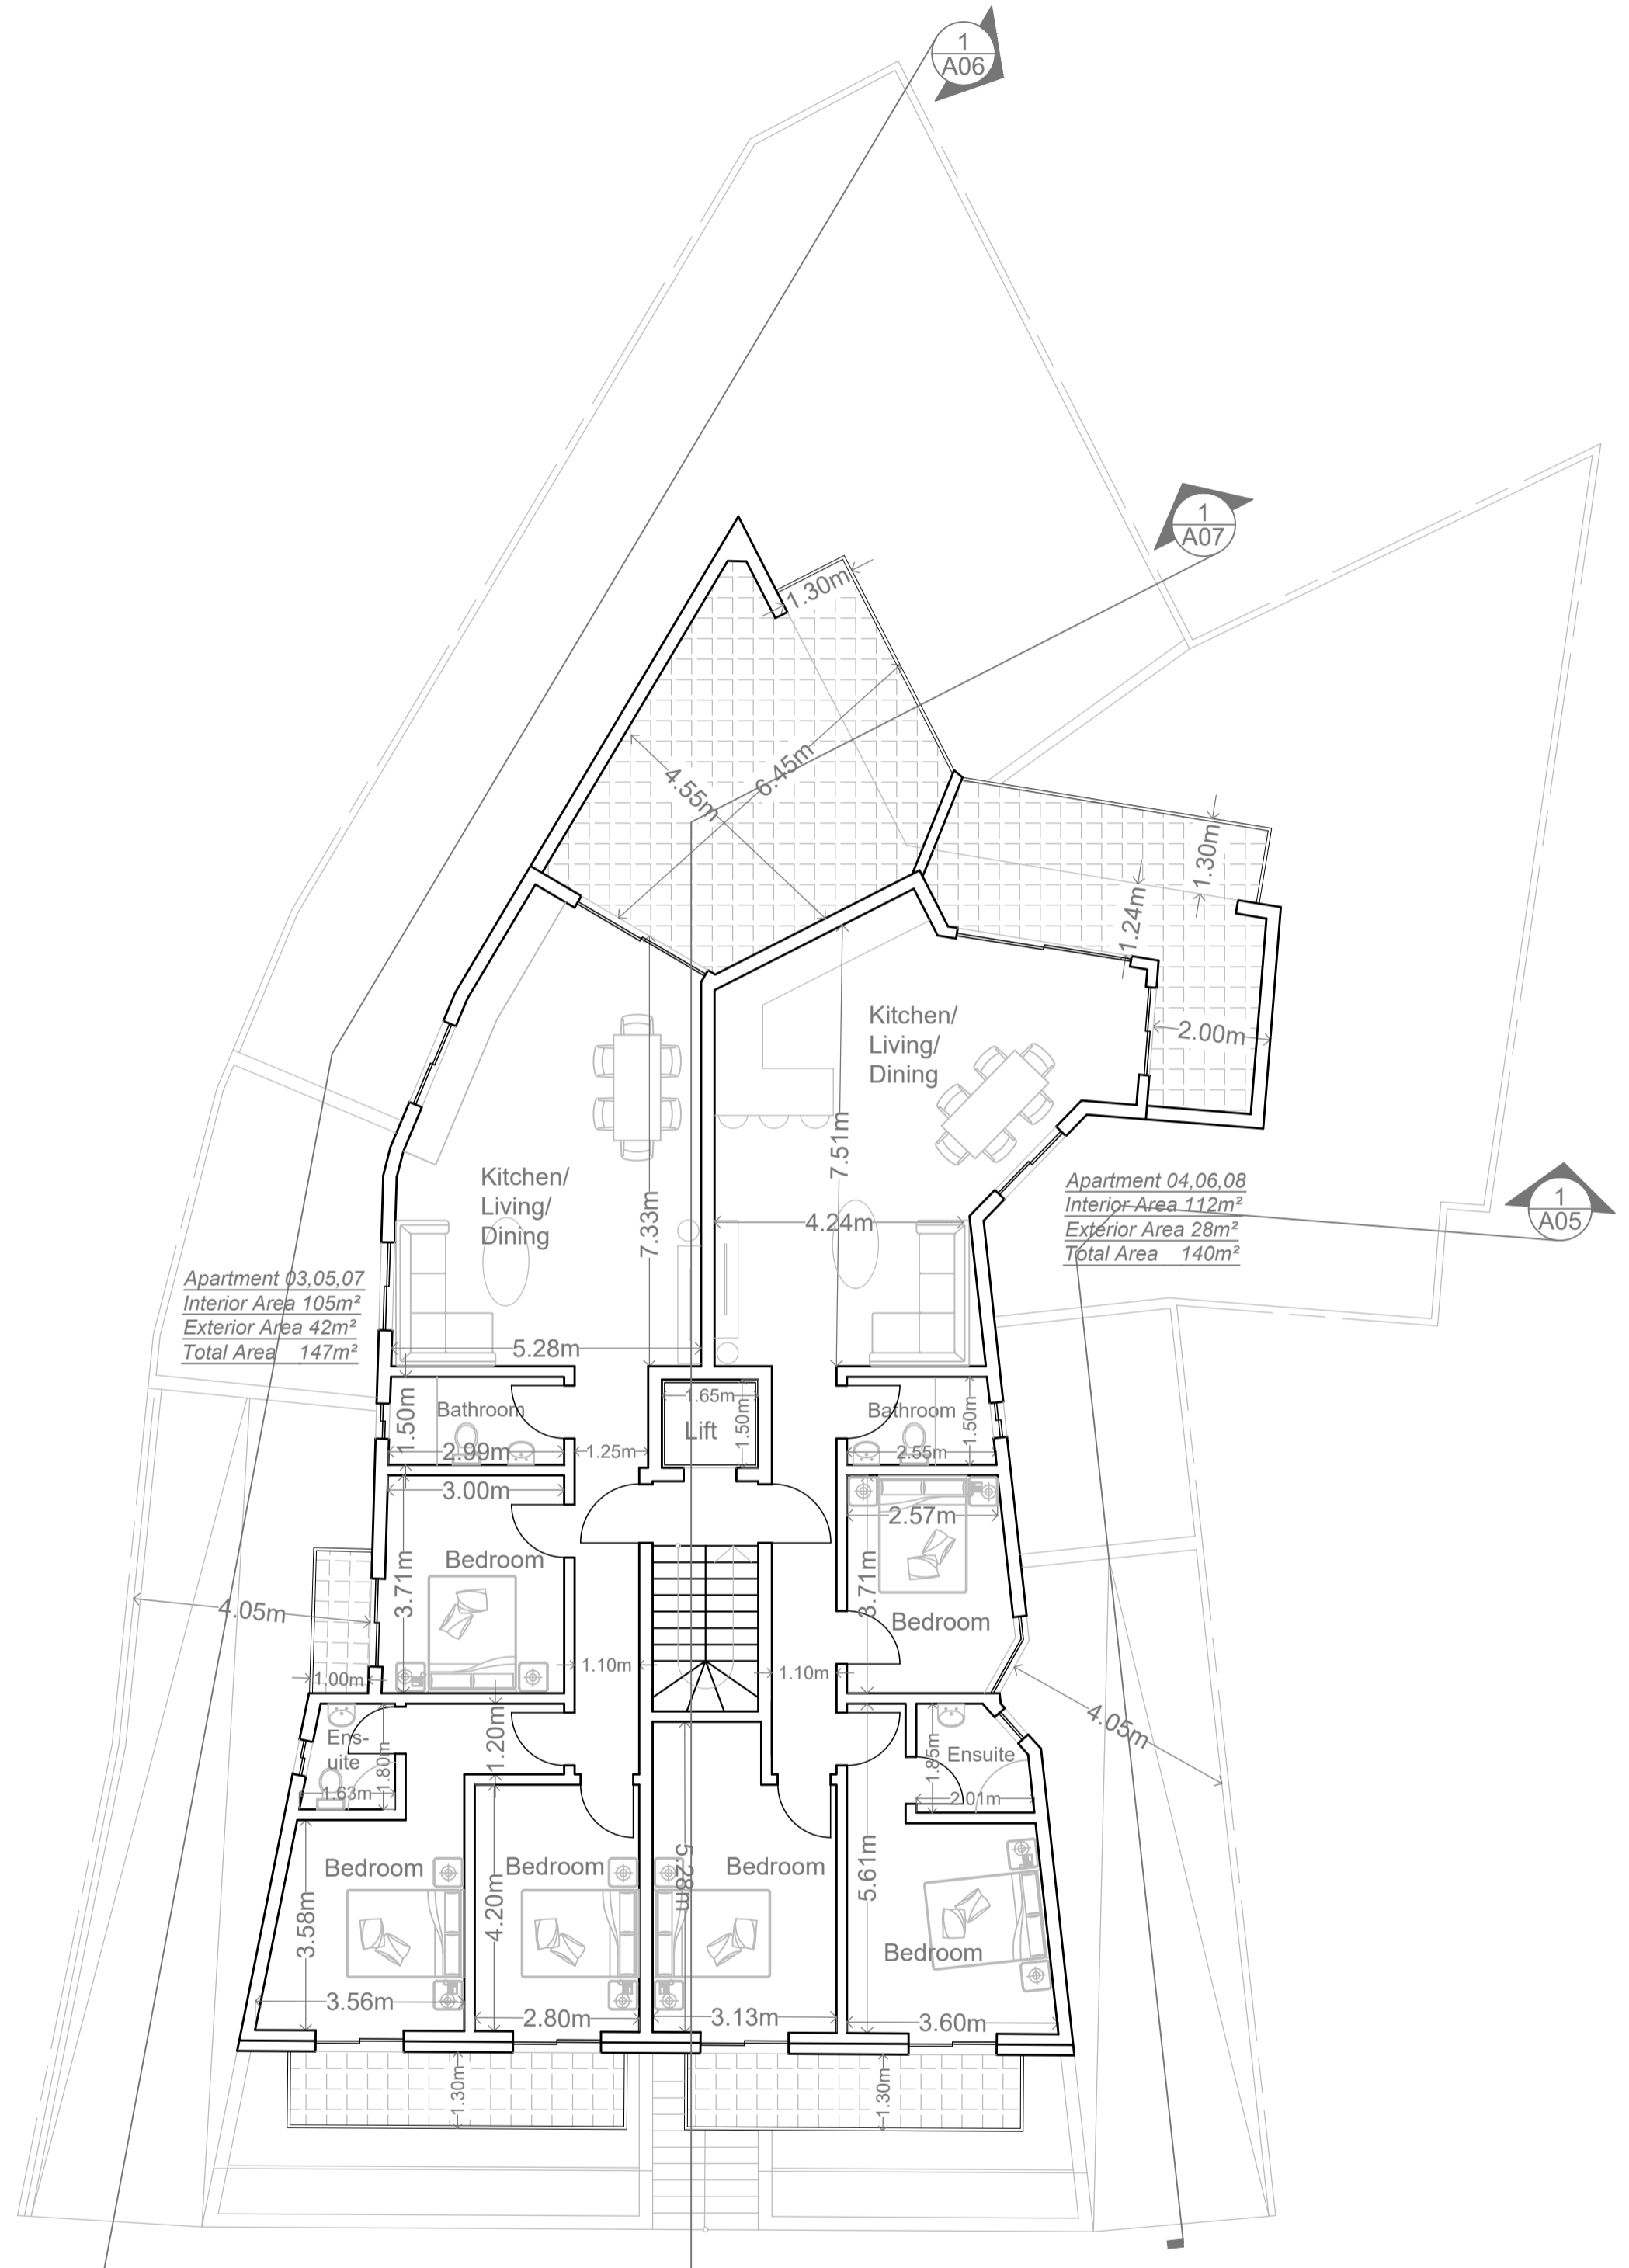 1
A06
1
A07
1.30m
6.45m
4.55m
1.30m
1.24m
2.00m
Kitchen/
Living/
Dining
7.51m
4.24m
Kitchen/
Living/
Dining
7.33m
5.28m
Apartment 04,06,08
Interior Area 112m²
Exterior Area 28m²
Total Area 140m²
1
A05
Apartment 03,05,07
Interior Area 105m²
Exterior Area 42m²
Total Area 147m²
1.50m
Bathroom
2.99m
1.25m
1.65m
Lift
1.50m
Bathroom
2.55m
1.50m
3.00m
Bedroom
3.71m
2.57m
3.71m
Bedroom
4.05m
1.00m
1.10m
1.10m
4.05m
Ens-
uite
1.80m
1.63m
1.20m
1.85m
Ensuite
2.01m
Bedroom
3.58m
3.56m
Bedroom
4.20m
2.80m
Bedroom
5.28m
3.13m
5.61m
Bedroom
3.60m
1.30m
1.30m